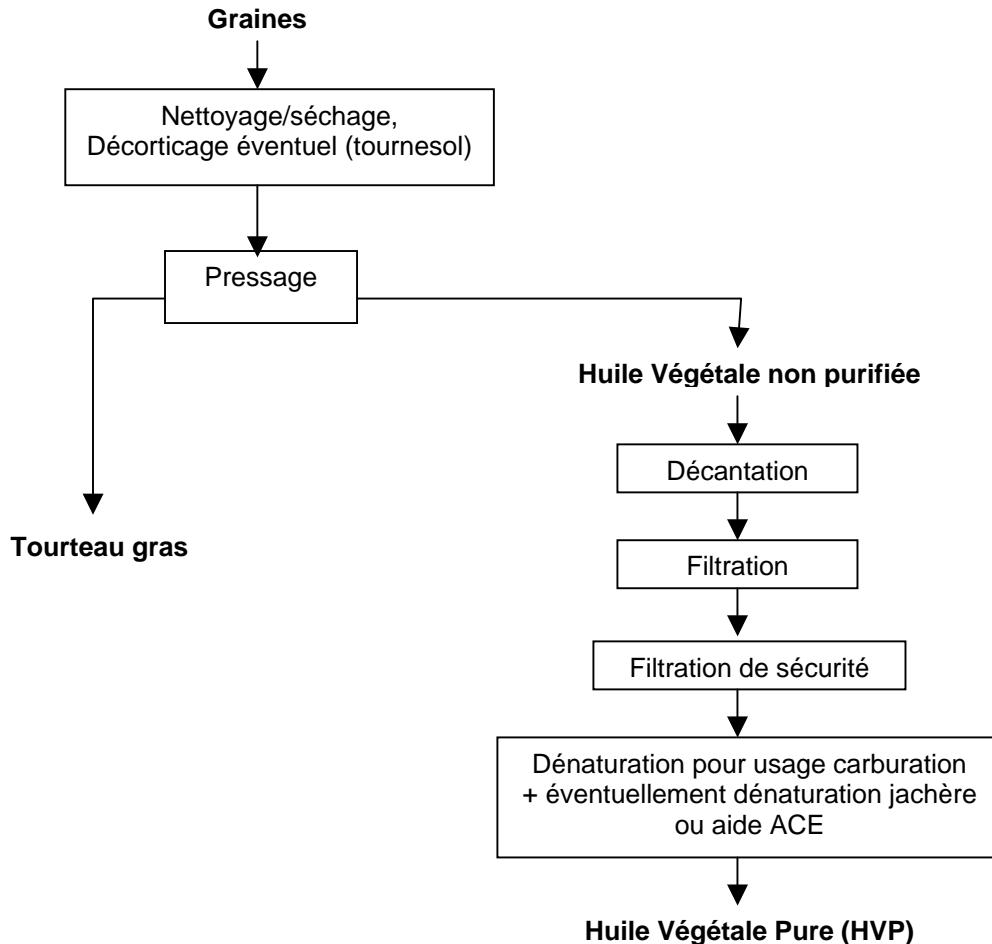 Graines
Nettoyage/séchage,
Décorticage éventuel (tournesol)
Pressage
Huile Végétale non purifiée
Décantation
Tourteau gras
Filtration
Filtration de sécurité
Dénaturation pour usage carburation
+ éventuellement dénaturation jachère
ou aide ACE
Huile Végétale Pure (HVP)